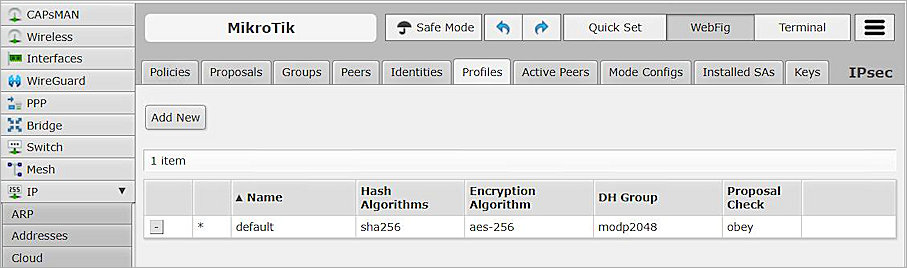 CAPsMAN
Wireless
Interfaces
WireGuard
PPP
Bridge
Switch
Mesh
IP ▼
ARP
Addresses
Cloud
MikroTik Safe Mode Quick Set WebFig Terminal
Policies Proposals Groups Peers Identities Profiles Active Peers Mode Configs Installed SAs Keys IPsec
Add New
1 item
▲ Name Hash Algorithms Encryption Algorithm DH Group Proposal Check
- * default sha256 aes-256 modp2048 obey